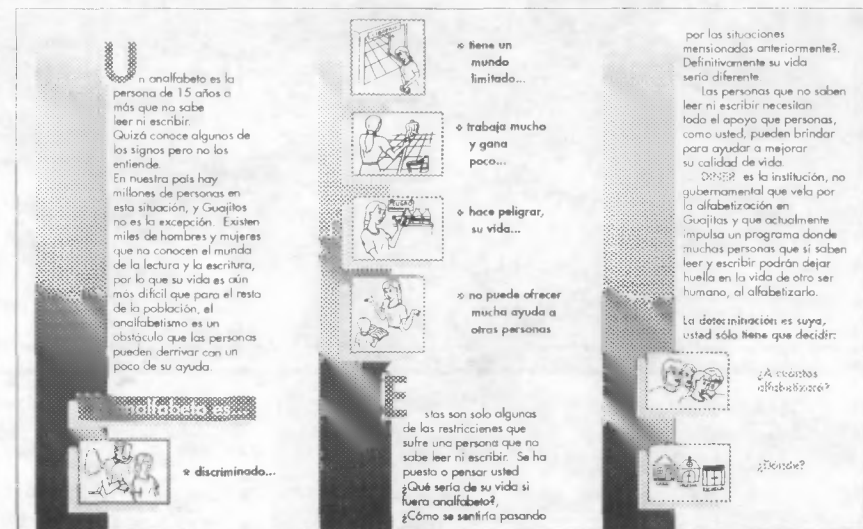 Un analfabeto es la
persona de 15 años o
más que no sabe
leer ni escribir.
Quizá conoce algunos de
los signos pero no los
entiende.
En nuestra país hay
millones de personas en
esta situación, y Guajitos
no es la excepción. Existen
miles de hombres y mujeres
que no conocen el munda
de la lectura y la escritura,
por lo que su vida es aún
mas difícil que para el resta
de la población, el
analfabetismo es un
obstáculo que las personas
pueden derrivar con un
poco de su ayuda.
analfabeto es...
discriminado...
tiene un
mundo
limitado...
trabaja mucho
y gana
poco...
hace peligrar,
su vida...
no puede ofrecer
mucha ayuda a
otras personas
Estas son solo algunas
de las restricciones que
sufre una persona que no
sabe leer ni escribir. Se ha
puesto o pensar usted
¿Qué sería de su vida si
fuera analfabeto?,
¿Cómo se sentiría pasando
por las situaciones
mensionadas anteriormente?.
Definitivamente su vida
sería diferente.
Las personas que no saben
leer ni escribir necesitan
todo el apoyo que personas,
como usted, pueden brindar
para ayudar a mejorar
su calidad de vida.
es la institución, no
gubernamental que vela por
la alfabetización en
Guajitas y que actualmente
impulsa un programa donde
muchas personas que si saben
leer y escribir podrán dejar
huella en la vida de otro ser
humano, al alfabetizarlo.
La determinación es suya,
usted sólo tiene que decidir:
¿A cuántos
alfabetizará?
¿Dónde?